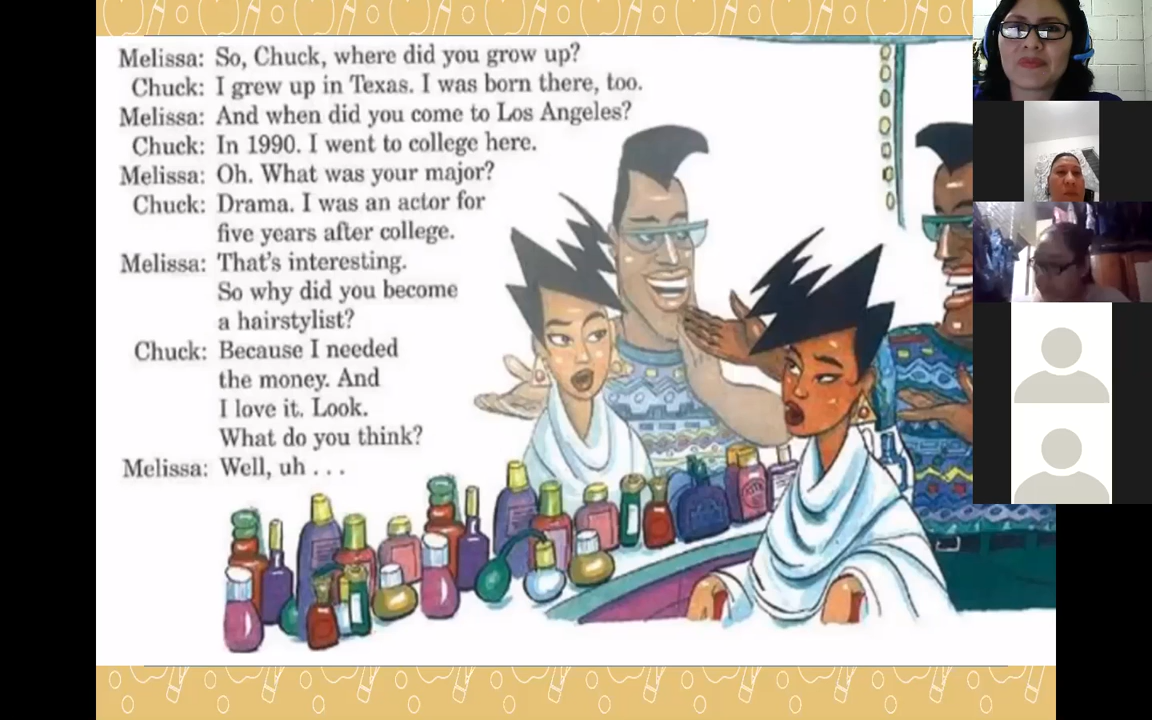 Melissa: So, Chuck, where did you grow up?
Chuck: I grew up in Texas. I was born there, too.
Melissa: And when did you come to Los Angeles?
Chuck: In 1990. I went to college here.
Melissa: Oh. What was your major?
Chuck: Drama. I was an actor for
five years after college.
Melissa: That's interesting.
So why did you become
a hairstylist?
Chuck: Because I needed
the money. And
I love it. Look.
What do you think?
Melissa: Well, uh . . .